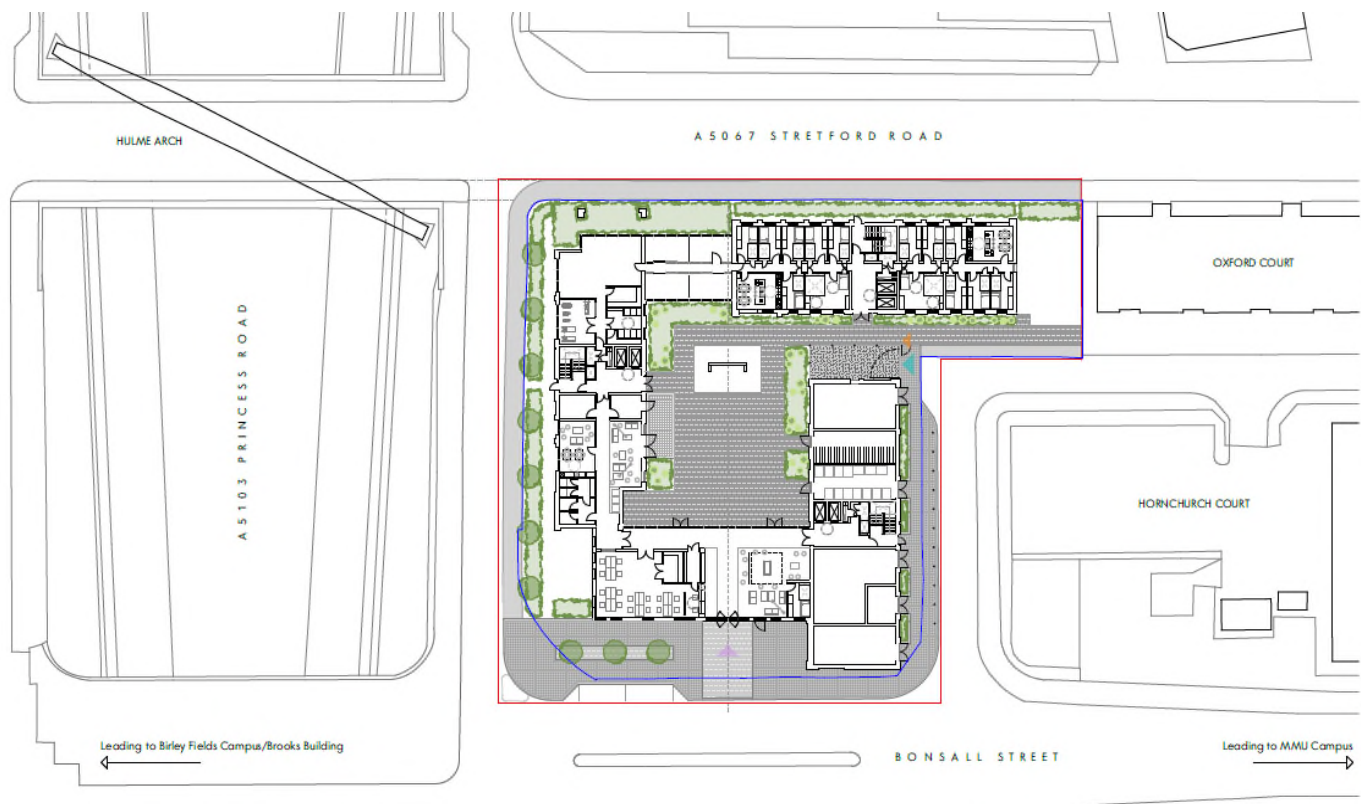 HULME ARCH
A5067 STRETFORD ROAD
OXFORD COURT
A5103 PRINCESS ROAD
HORNCHURCH COURT
Leading to Birley Fields Campus/Brooks Building
BONSALL STREET
Leading to MMU Campus